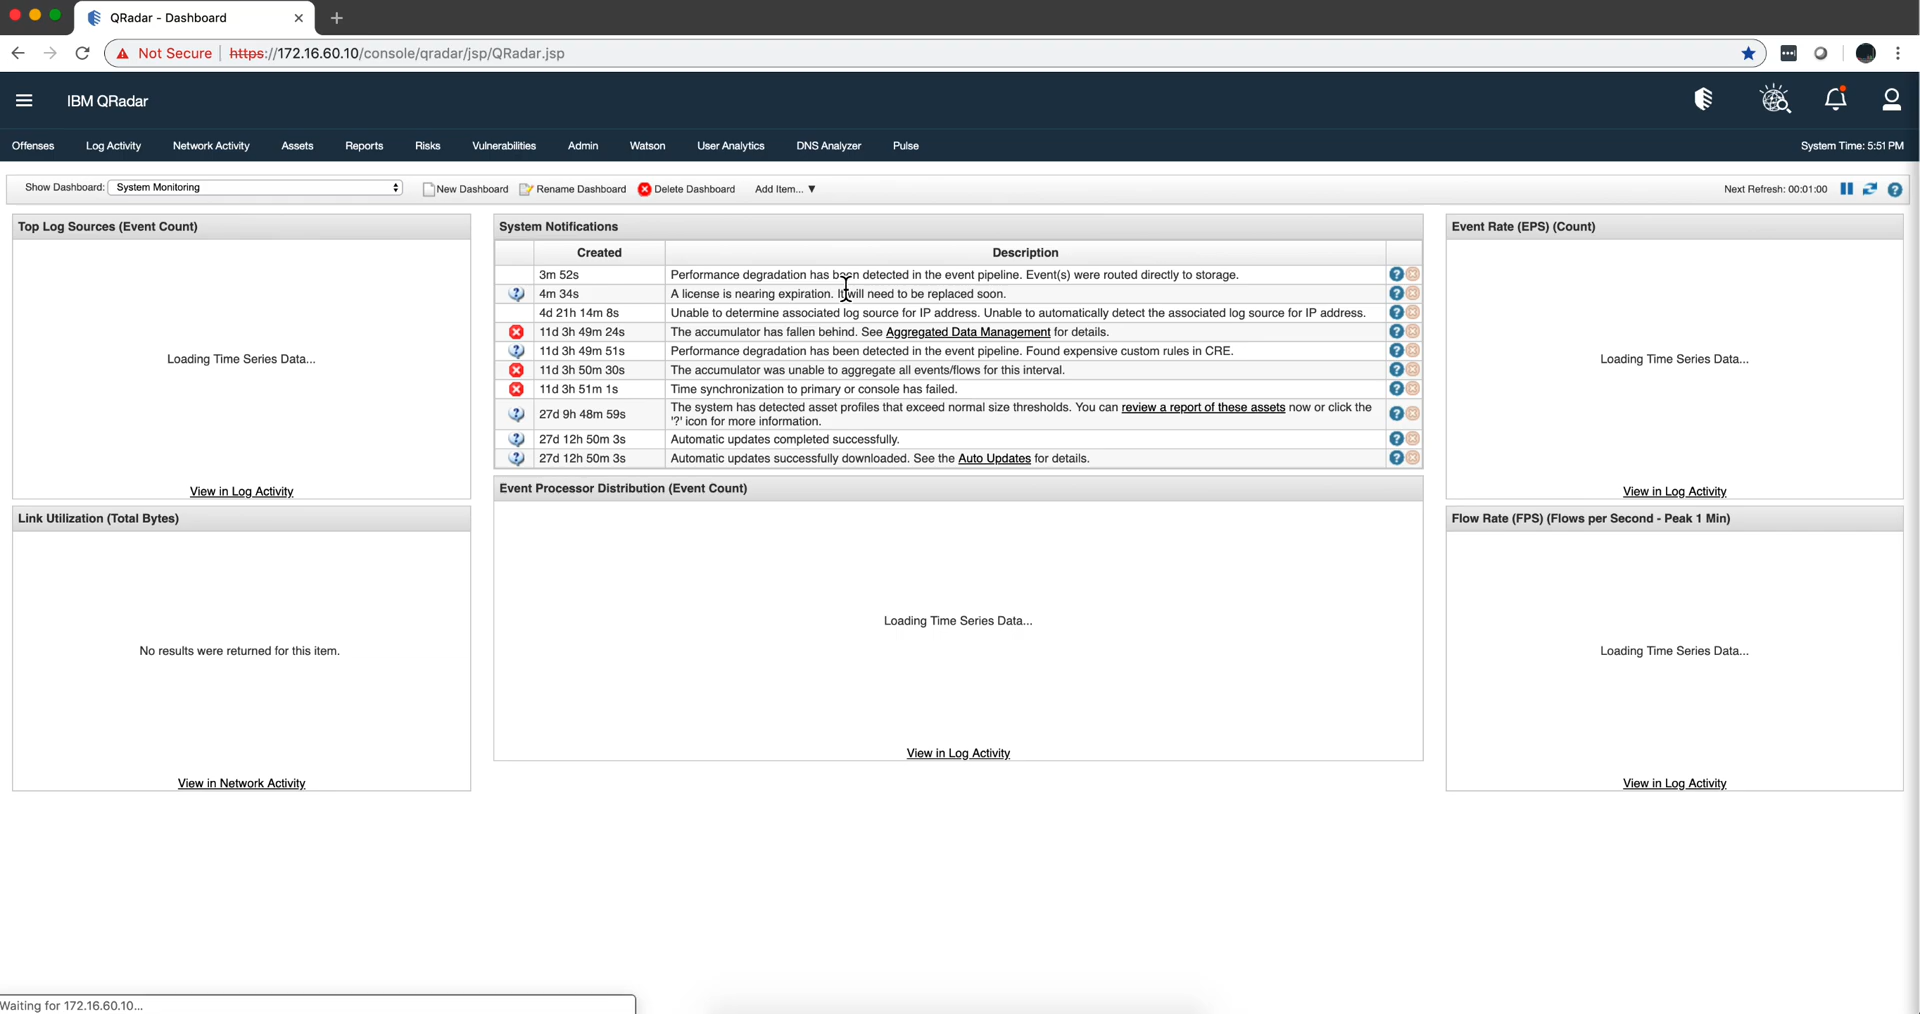 QRadar - Dashboard
Not Secure | https://172.16.60.10/console/qradar/jsp/QRadar.jsp
IBM QRadar
Offenses Log Activity Network Activity Assets Reports Risks Vulnerabilities Admin Watson User Analytics DNS Analyzer Pulse System Time: 5:51 PM
Show Dashboard: System Monitoring New Dashboard Rename Dashboard Delete Dashboard Add Item... ▼ Next Refresh: 00:01:00
Top Log Sources (Event Count)
Loading Time Series Data...
View in Log Activity
Link Utilization (Total Bytes)
No results were returned for this item.
View in Network Activity
System Notifications
Created Description
3m 52s Performance degradation has been detected in the event pipeline. Event(s) were routed directly to storage.
4m 34s A license is nearing expiration. It will need to be replaced soon.
4d 21h 14m 8s Unable to determine associated log source for IP address. Unable to automatically detect the associated log source for IP address.
11d 3h 49m 24s The accumulator has fallen behind. See Aggregated Data Management for details.
11d 3h 49m 51s Performance degradation has been detected in the event pipeline. Found expensive custom rules in CRE.
11d 3h 50m 30s The accumulator was unable to aggregate all events/flows for this interval.
11d 3h 51m 1s Time synchronization to primary or console has failed.
27d 9h 48m 59s The system has detected asset profiles that exceed normal size thresholds. You can review a report of these assets now or click the
'?' icon for more information.
27d 12h 50m 3s Automatic updates completed successfully.
27d 12h 50m 3s Automatic updates successfully downloaded. See the Auto Updates for details.
Event Processor Distribution (Event Count)
Loading Time Series Data...
View in Log Activity
Event Rate (EPS) (Count)
Loading Time Series Data...
View in Log Activity
Flow Rate (FPS) (Flows per Second - Peak 1 Min)
Loading Time Series Data...
View in Log Activity
Waiting for 172.16.60.10...